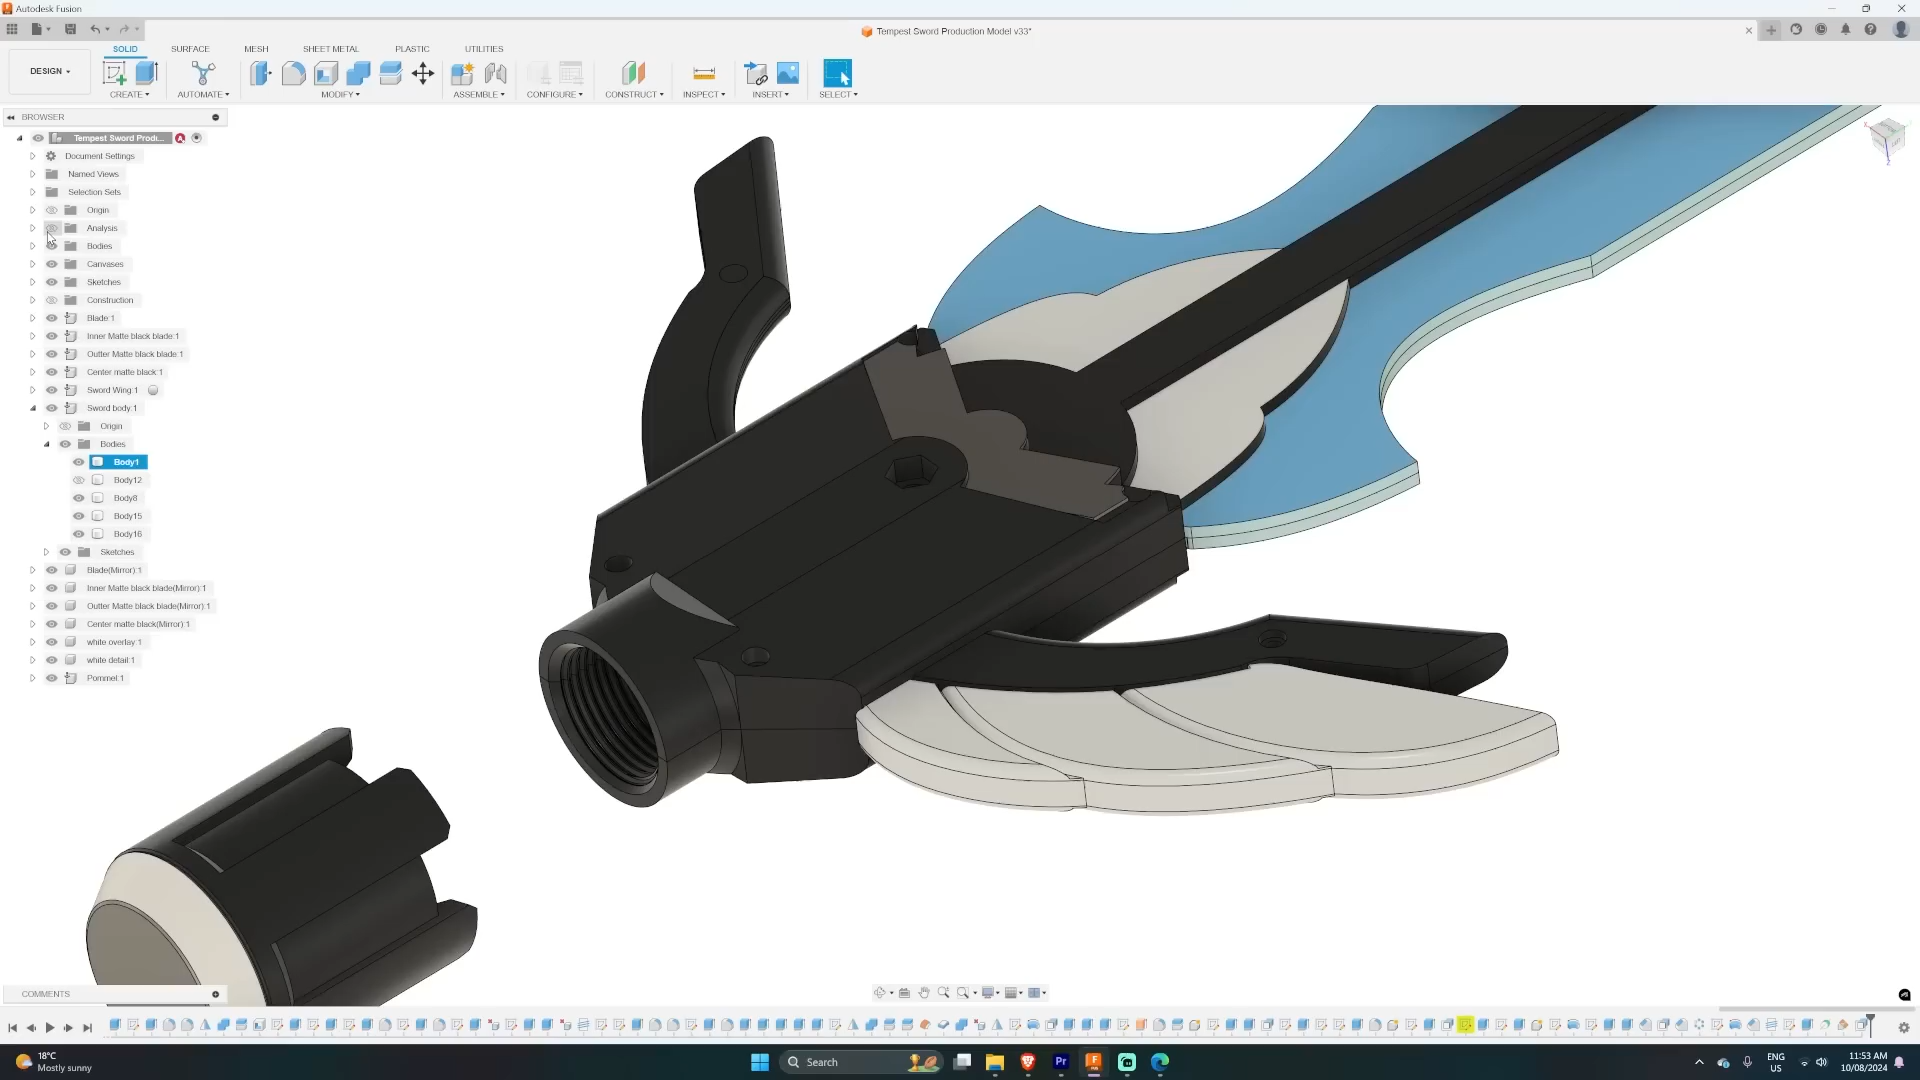 Autodesk Fusion
Tempest Sword Production Model v33*
SOLID
SURFACE
MESH
SHEET METAL
PLASTIC
UTILITIES
DESIGN
CREATE
AUTOMATE
MODIFY
ASSEMBLE
CONFIGURE
CONSTRUCT
INSPECT
INSERT
SELECT
BROWSER
Tempest Sword Produ...
Document Settings
Named Views
Selection Sets
Origin
Analysis
Bodies
Canvases
Sketches
Construction
Blade:1
Inner Matte black blade:1
Outter Matte black blade:1
Center matte black:1
Sword Wing:1
Sword body:1
Origin
Bodies
Body1
Body12
Body8
Body15
Body16
Sketches
Blade(Mirror):1
Inner Matte black blade(Mirror):1
Outter Matte black blade(Mirror):1
Center matte black(Mirror):1
white overlay:1
white detail:1
Pommel:1
COMMENTS
18°C
Mostly sunny
Search
Pr
ENG
US
11:53 AM
10/08/2024